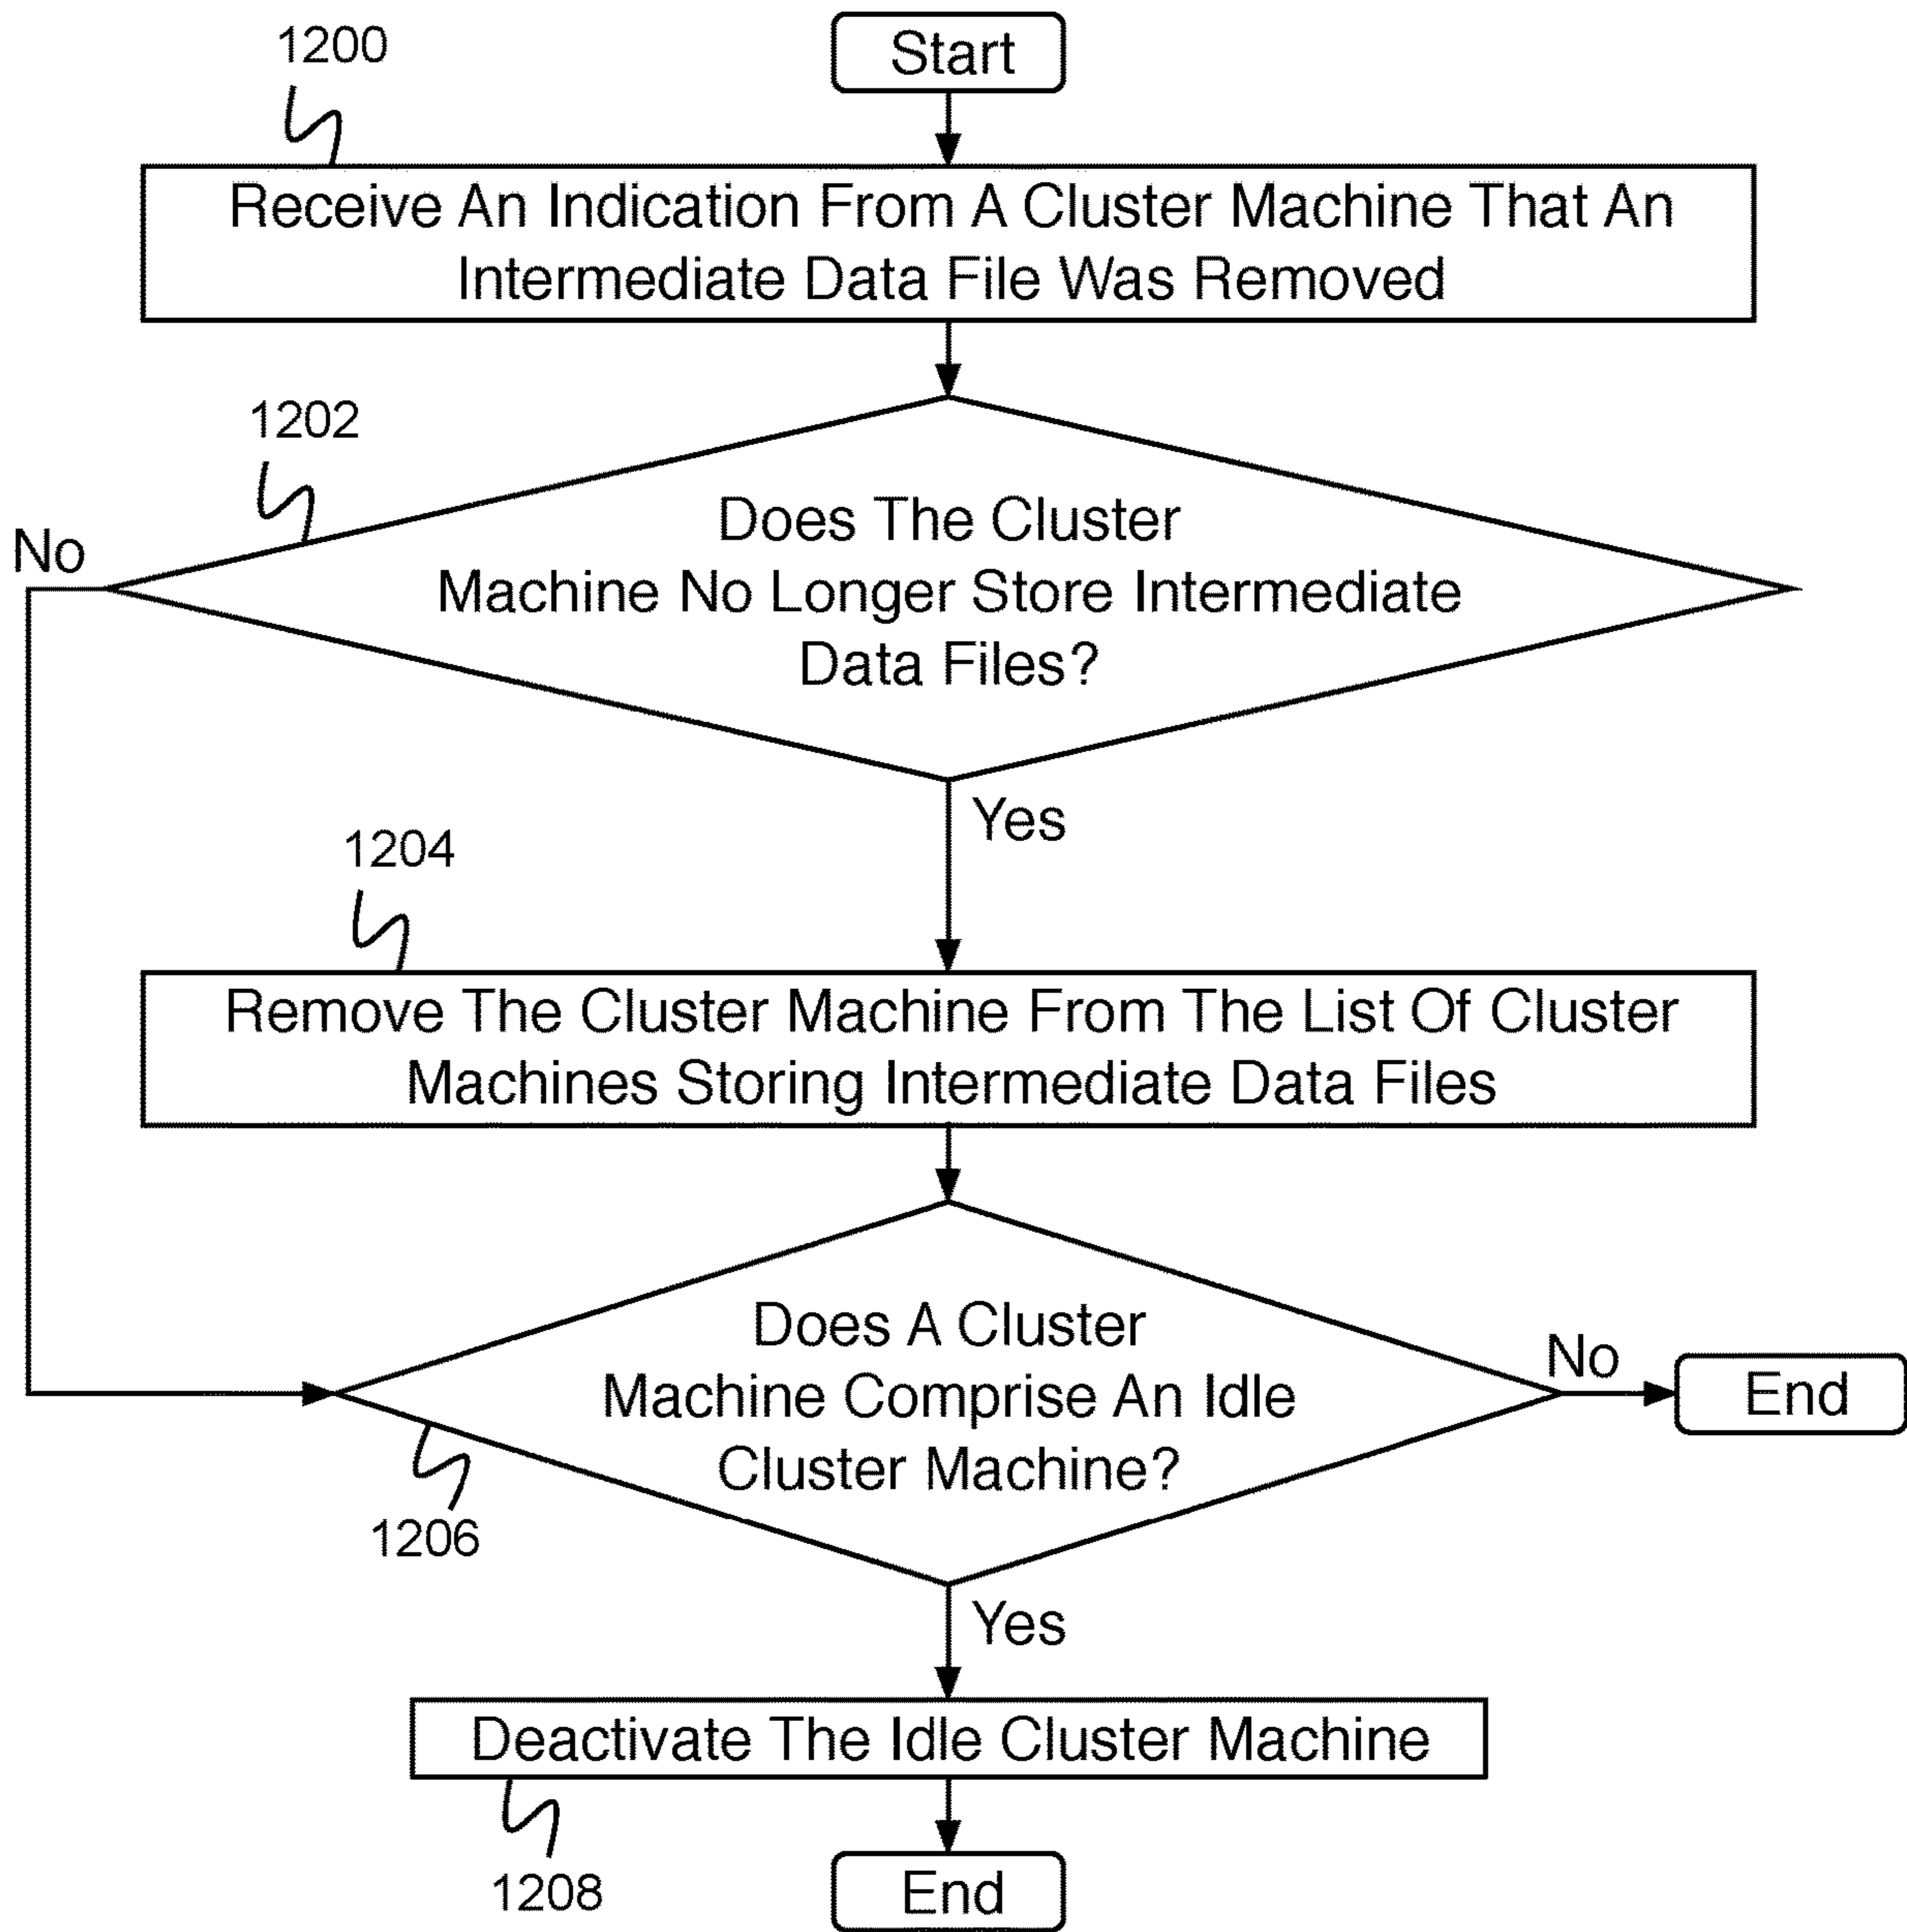 1200
Start
Receive An Indication From A Cluster Machine That An
Intermediate Data File Was Removed
1202
No
Does The Cluster
Machine No Longer Store Intermediate
Data Files?
Yes
1204
Remove The Cluster Machine From The List Of Cluster
Machines Storing Intermediate Data Files
Does A Cluster
Machine Comprise An Idle
Cluster Machine?
No
End
1206
Yes
Deactivate The Idle Cluster Machine
1208
End